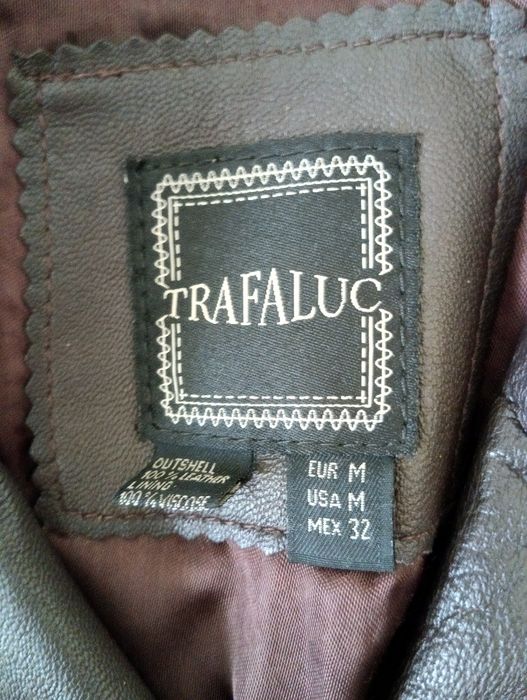 TRAFALUC
OUTSHELL
100% LEATHER
LINING
100% VISCOSE
EUR M
USA M
MEX 32